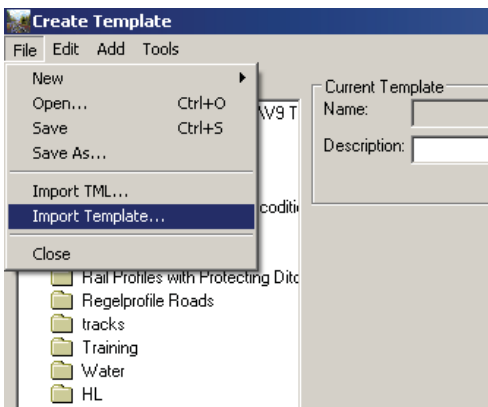 Create Template
File Edit Add Tools
New
Open... Ctrl+O
Save Ctrl+S
Save As...
Import TML...
Import Template...
Close
Current Template
Name:
Description:
Rail Profiles with Protecting Ditc
Regelprofile Roads
tracks
Training
Water
HL